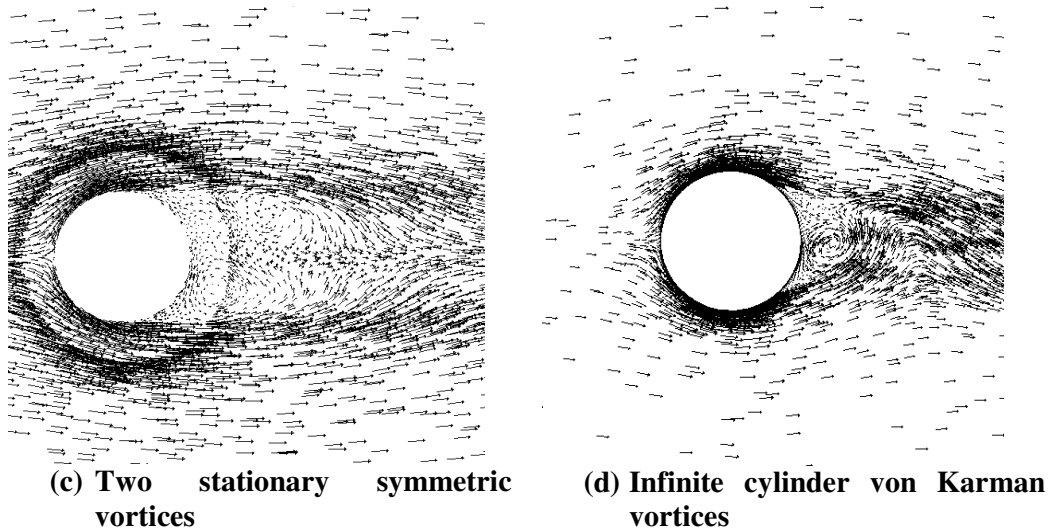 (c) Two stationary symmetric
vortices
(d) Infinite cylinder von Karman
vortices